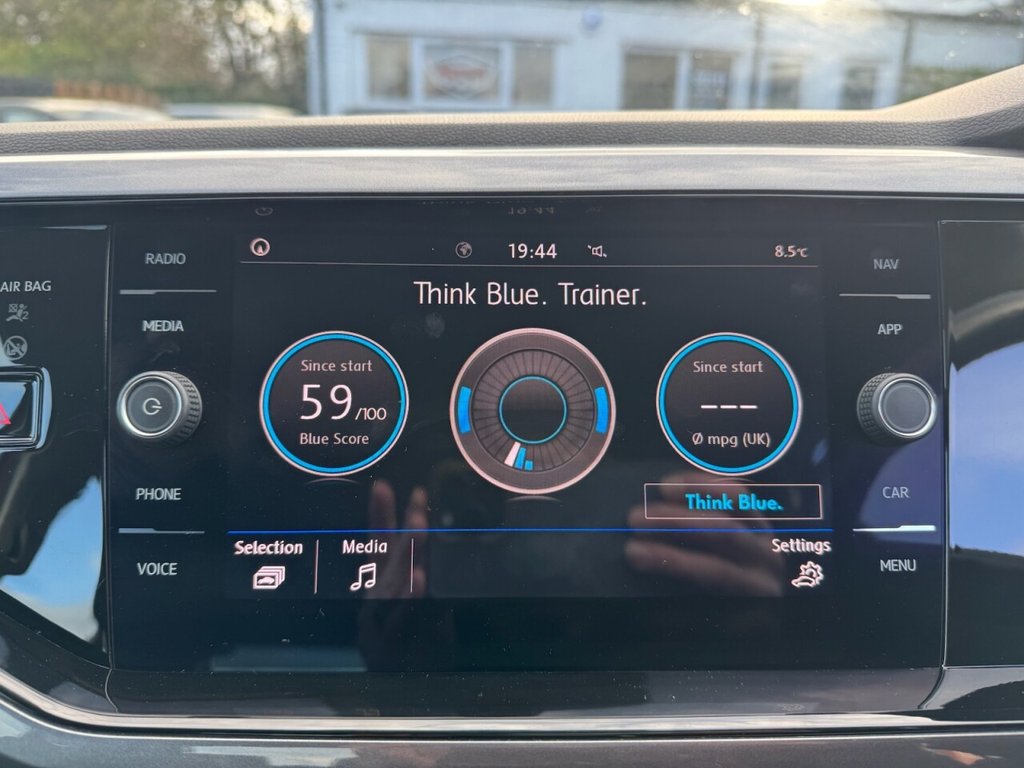 AIR BAG
RADIO
MEDIA
PHONE
VOICE
19:44
8.5°C
Think Blue. Trainer.
Since start
59/100
Blue Score
Since start
---
Ø mpg (UK)
Think Blue.
Selection
Media
Settings
NAV
APP
CAR
MENU